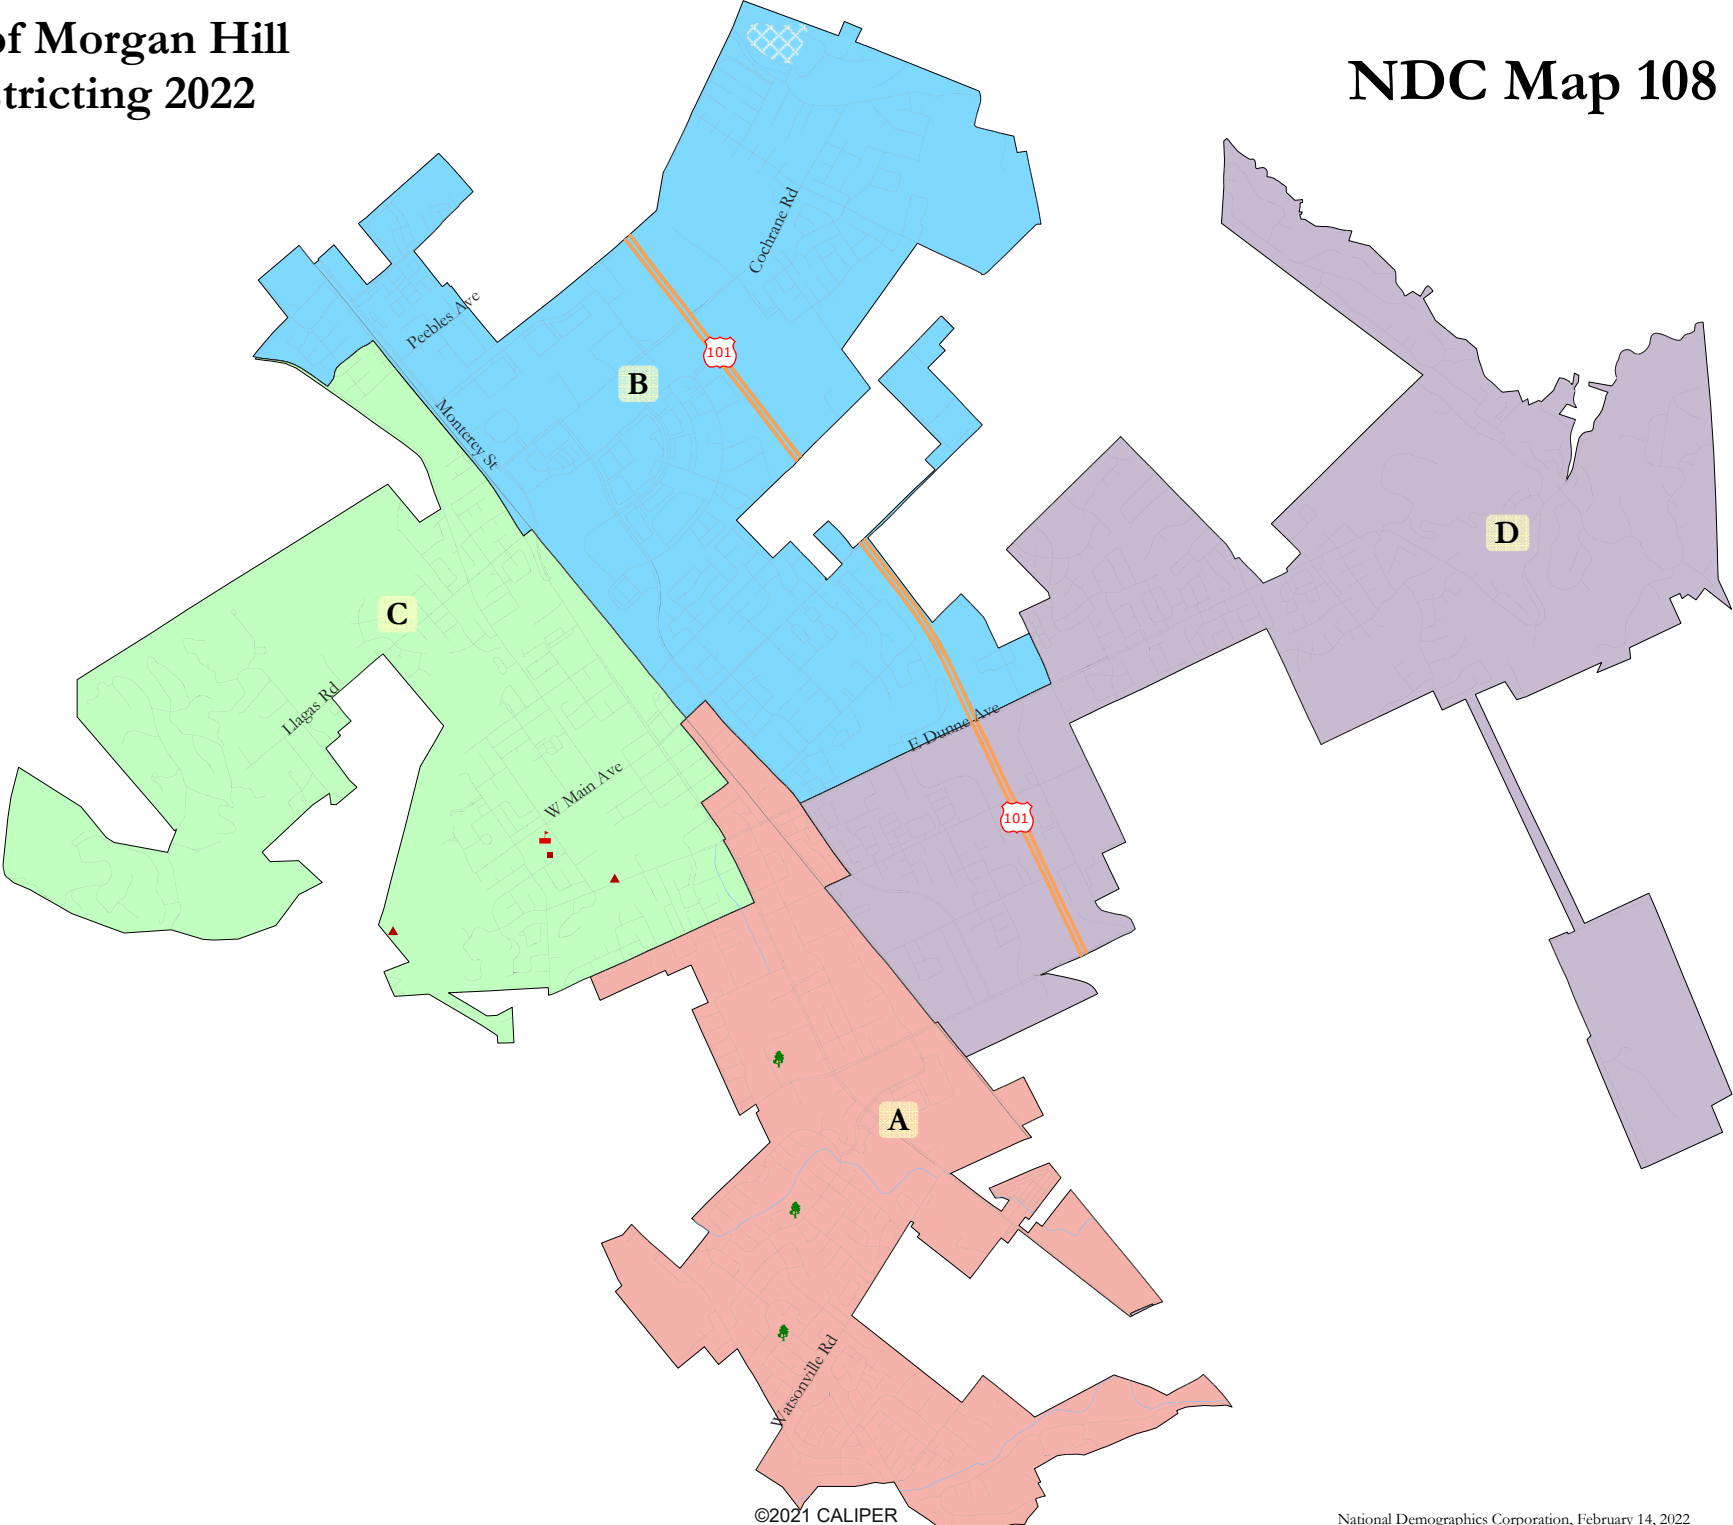 of Morgan Hill
tricting 2022
NDC Map 108
Cochrane Rd
Peebles Ave
101
B
Monterey St
D
C
Llagas Rd
E Dunne Ave
W Main Ave
101
A
Watsonville Rd
©2021 CALIPER
National Demographics Corporation, February 14, 2022